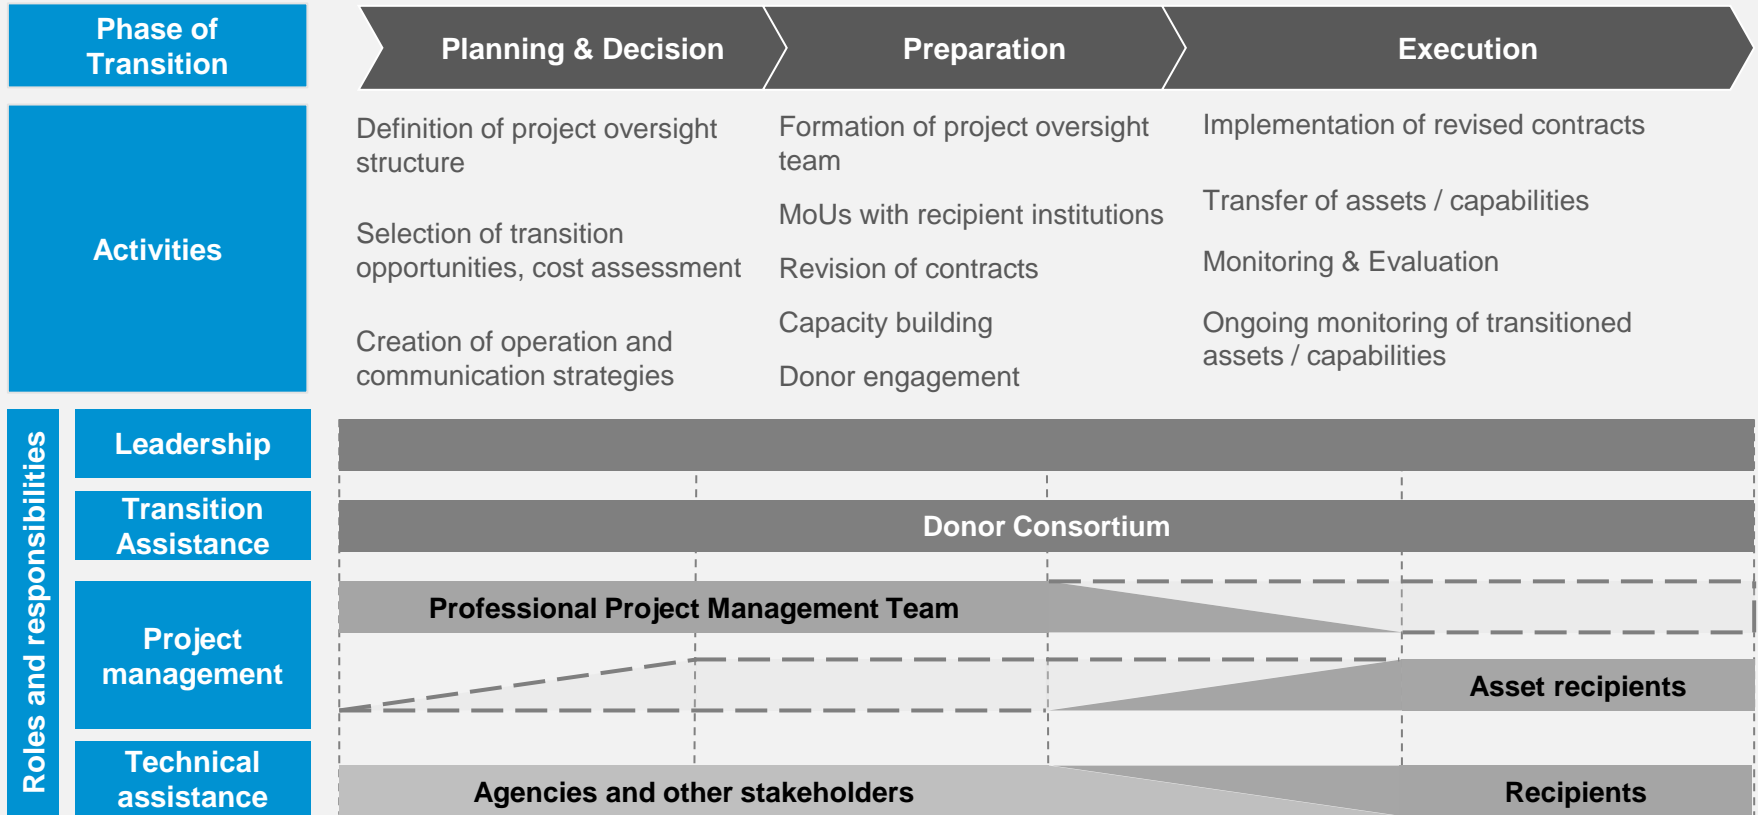 Phase of
Transition
Planning & Decision
Preparation
Execution
Activities
Definition of project oversight
structure
Selection of transition
opportunities, cost assessment
Creation of operation and
communication strategies
Formation of project oversight
team
MoUs with recipient institutions
Revision of contracts
Capacity building
Donor engagement
Implementation of revised contracts
Transfer of assets / capabilities
Monitoring & Evaluation
Ongoing monitoring of transitioned
assets / capabilities
Roles and responsibilities
Leadership
Transition
Assistance
Donor Consortium
Project
management
Professional Project Management Team
Asset recipients
Technical
assistance
Agencies and other stakeholders
Recipients